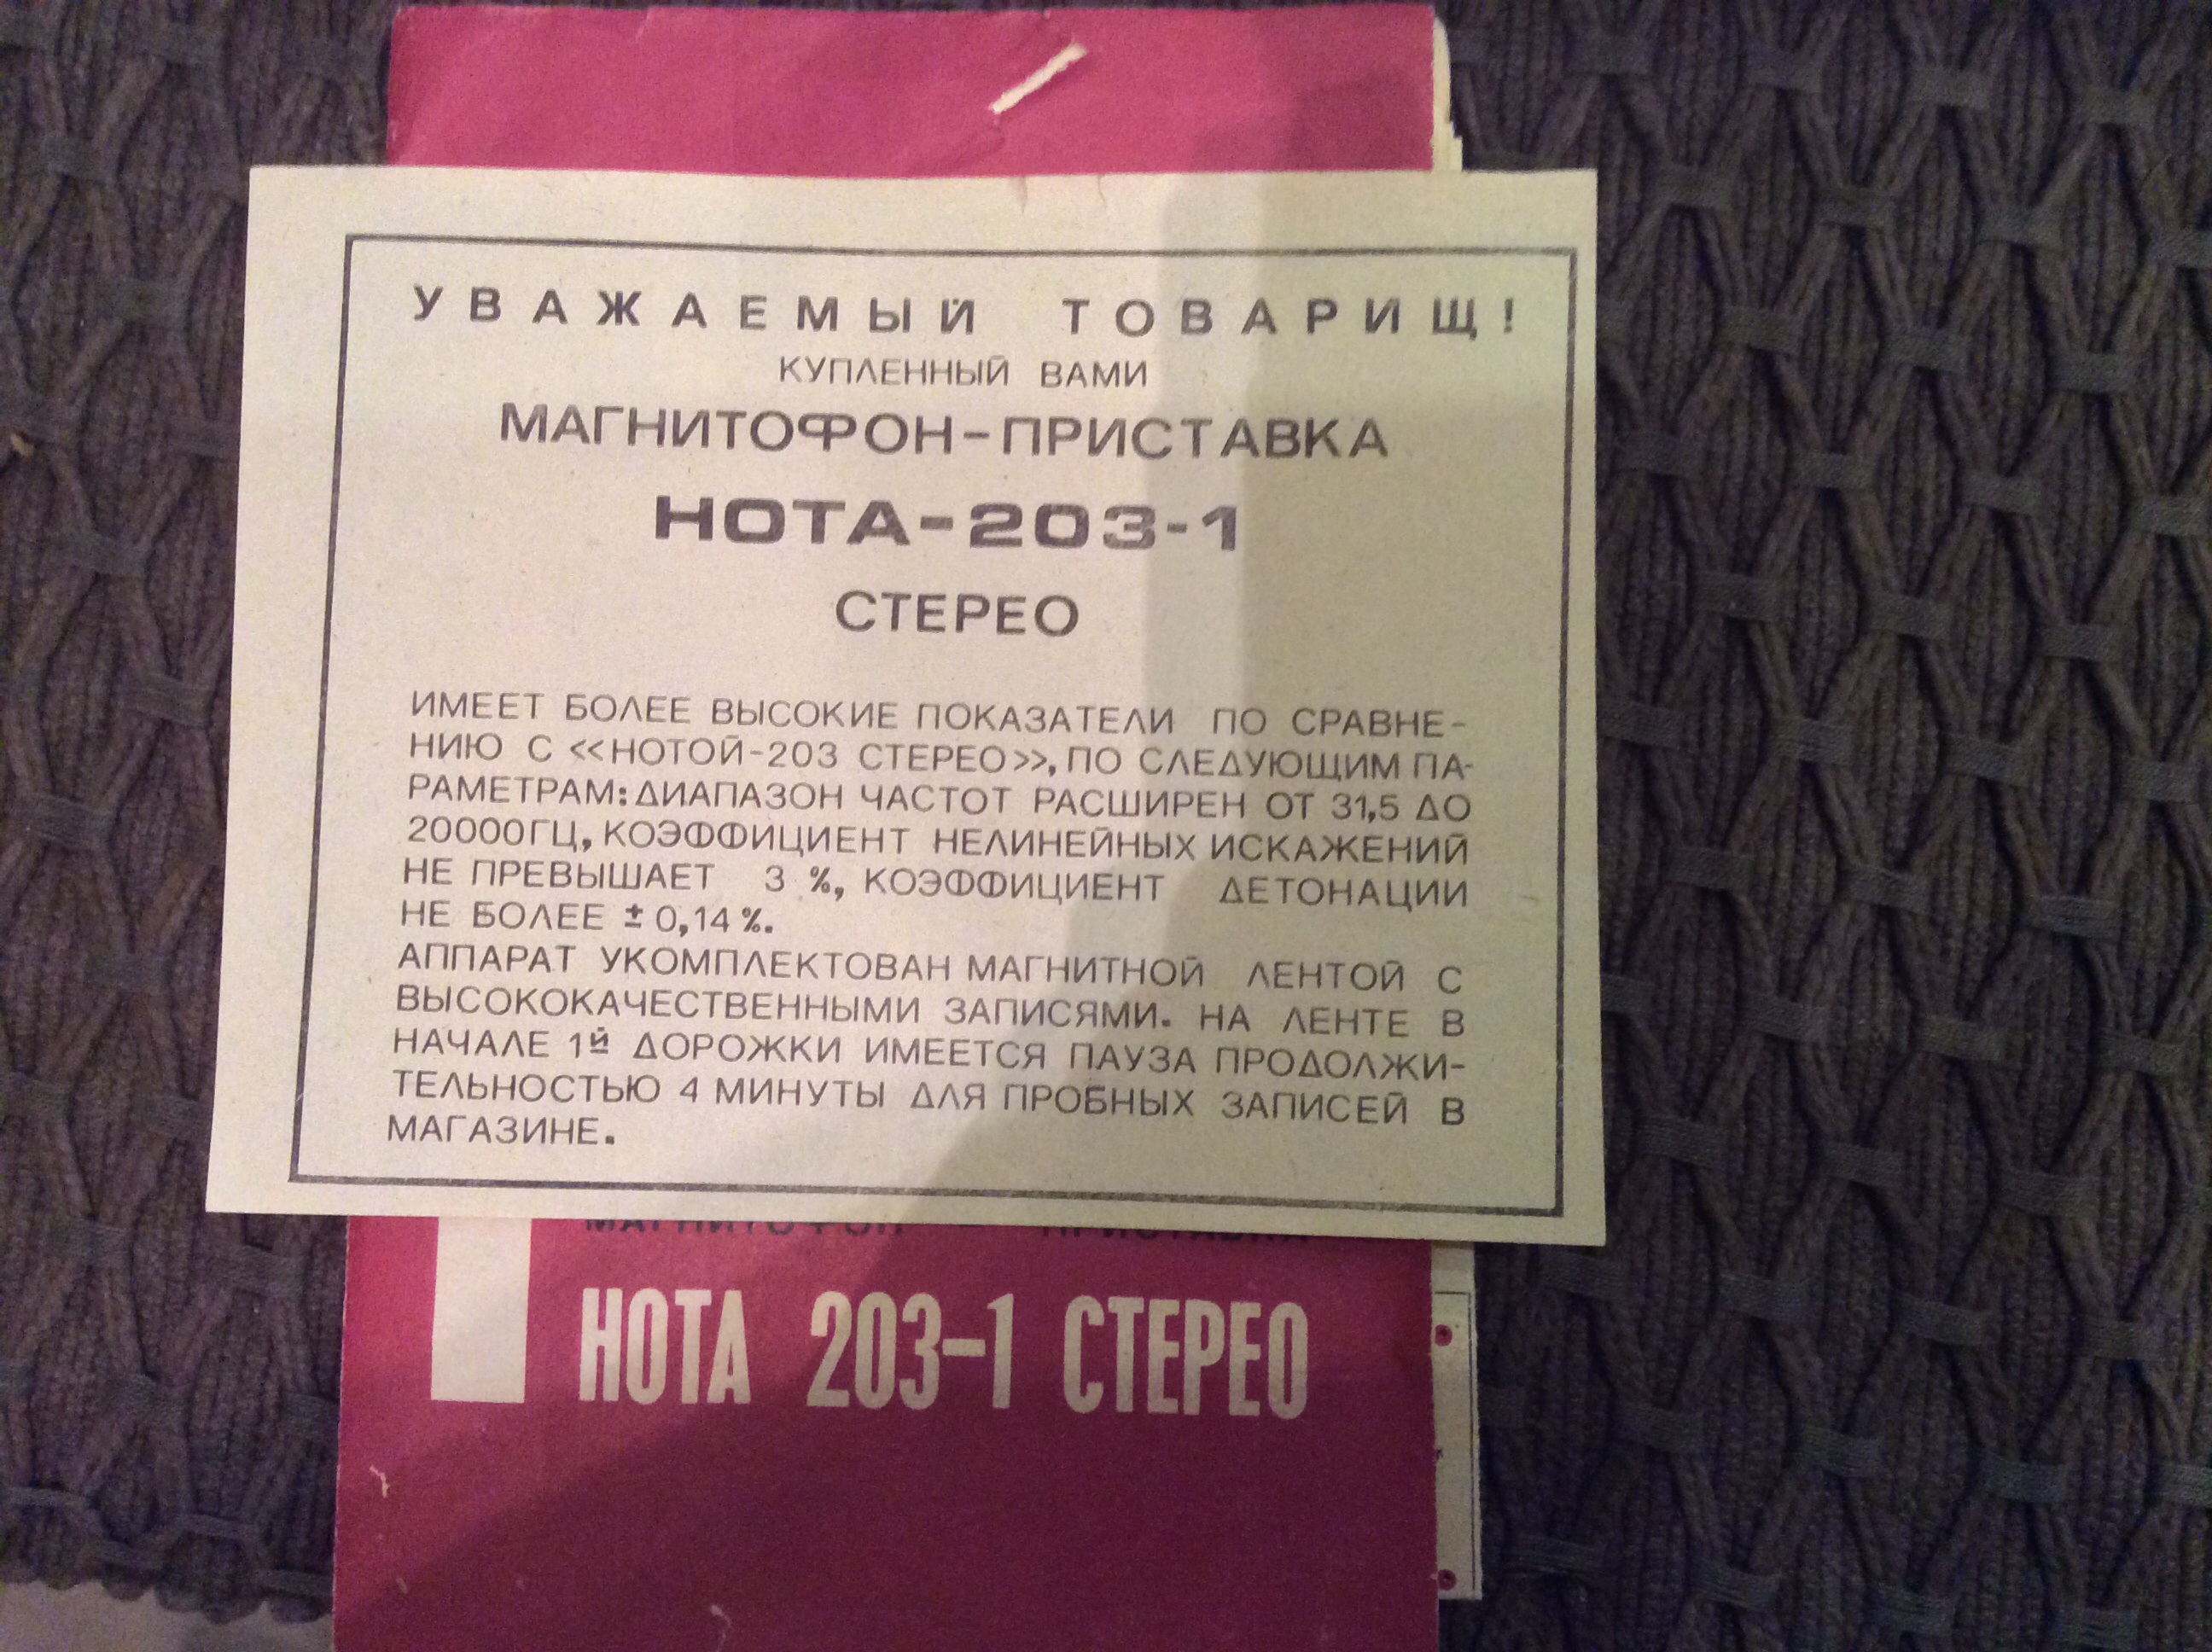 УВАЖАЕМЫЙ ТОВАРИЩ!
КУПЛЕННЫЙ ВАМИ
МАГНИТОФОН-ПРИСТАВКА
НОТА-203-1
СТЕРЕО
ИМЕЕТ БОЛЕЕ ВЫСОКИЕ ПОКАЗАТЕЛИ ПО СРАВНЕ-
НИЮ С «НОТОЙ-203 СТЕРЕО», ПО СЛЕДУЮЩИМ ПА-
РАМЕТРАМ: ДИАПАЗОН ЧАСТОТ РАСШИРЕН ОТ 31,5 ДО
20000ГЦ, КОЭФФИЦИЕНТ НЕЛИНЕЙНЫХ ИСКАЖЕНИЙ
НЕ ПРЕВЫШАЕТ 3 %, КОЭФФИЦИЕНТ ДЕТОНАЦИИ
НЕ БОЛЕЕ ± 0,14 %.
АППАРАТ УКОМПЛЕКТОВАН МАГНИТНОЙ ЛЕНТОЙ С
ВЫСОКОКАЧЕСТВЕННЫМИ ЗАПИСЯМИ. НА ЛЕНТЕ В
НАЧАЛЕ 1й ДОРОЖКИ ИМЕЕТСЯ ПАУЗА ПРОДОЛЖИ-
ТЕЛЬНОСТЬЮ 4 МИНУТЫ ДЛЯ ПРОБНЫХ ЗАПИСЕЙ В
МАГАЗИНЕ.
МАГНИТОФОН - ПРИСТАВКА
НОТА 203-1 СТЕРЕО